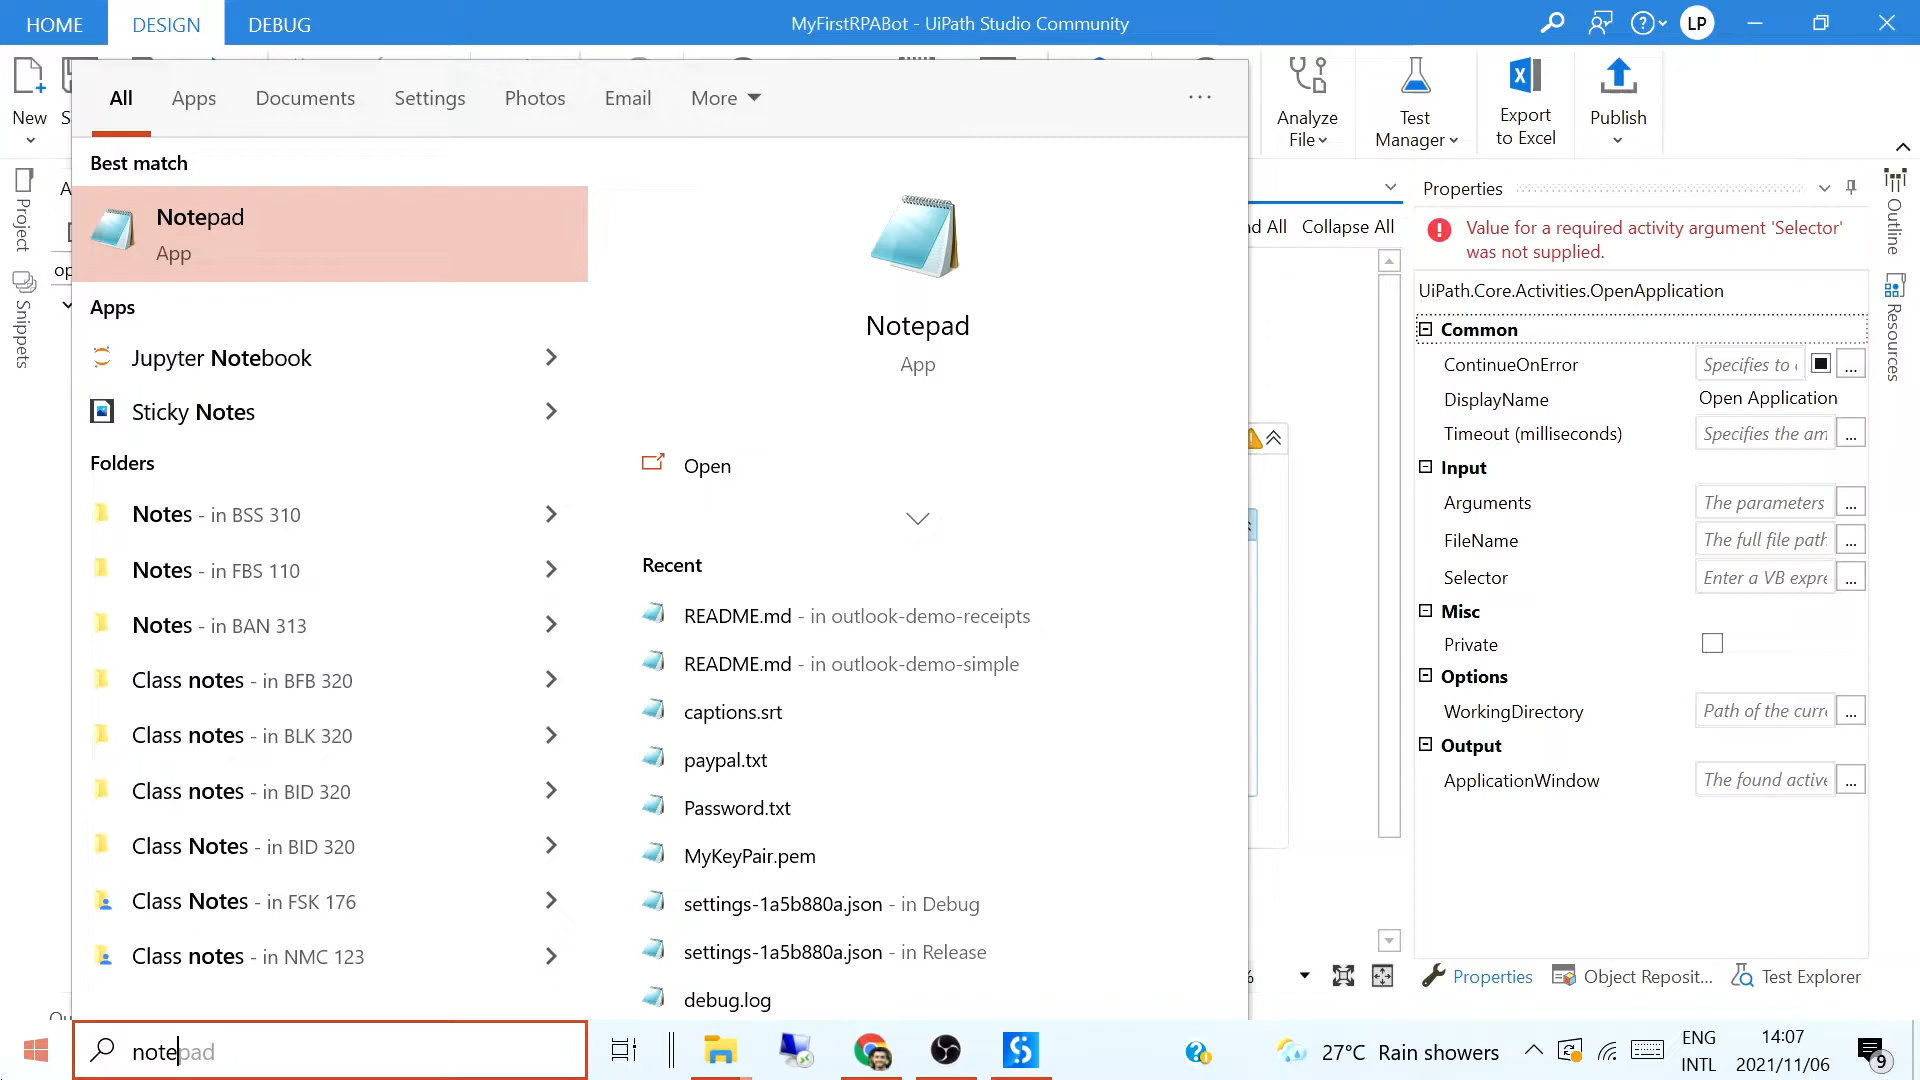 HOME
DESIGN
DEBUG
MyFirstRPABot - UiPath Studio Community
LP
New
All
Apps
Documents
Settings
Photos
Email
More
...
Best match
Notepad
App
Apps
Jupyter Notebook
Sticky Notes
Folders
Notes - in BSS 310
Notes - in FBS 110
Notes - in BAN 313
Class notes - in BFB 320
Class notes - in BLK 320
Class notes - in BID 320
Class Notes - in BID 320
Class Notes - in FSK 176
Class notes - in NMC 123
Notepad
App
Open
Recent
README.md - in outlook-demo-receipts
README.md - in outlook-demo-simple
captions.srt
paypal.txt
Password.txt
MyKeyPair.pem
settings-1a5b880a.json - in Debug
settings-1a5b880a.json - in Release
debug.log
Project
Snippets
Analyze
File
Test
Manager
Export
to Excel
Publish
All
Collapse All
Properties
Value for a required activity argument 'Selector'
was not supplied.
UiPath.Core.Activities.OpenApplication
Common
ContinueOnError
Specifies to
...
DisplayName
Open Application
Timeout (milliseconds)
Specifies the am
...
Input
Arguments
The parameters
...
FileName
The full file path
...
Selector
Enter a VB expre
...
Misc
Private
Options
WorkingDirectory
Path of the curr
...
Output
ApplicationWindow
The found active
...
Outline
Resources
Properties
Object Reposit...
Test Explorer
notepad
27°C Rain showers
ENG
INTL
14:07
2021/11/06
9